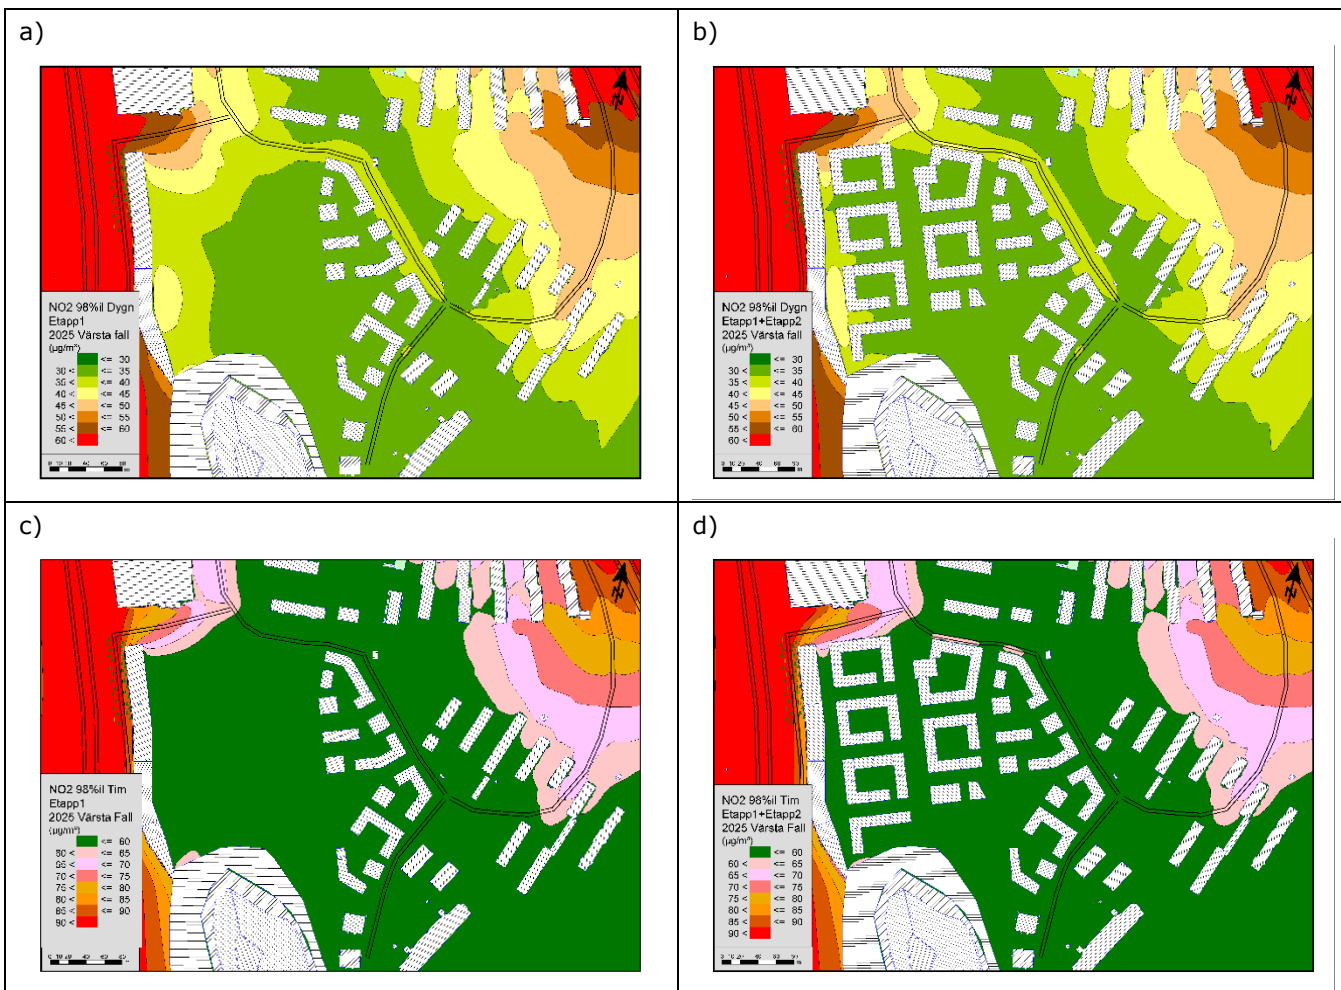 a)
NO2 98%il Dygn
Etapp1
2025 Värsta fall
(µg/m³)
<= 30
30 < <= 35
35 < <= 40
40 < <= 45
45 < <= 50
50 < <= 55
55 < <= 60
60 <
b)
NO2 98%il Dygn
Etapp1+Etapp2
2025 Värsta fall
(µg/m³)
<= 30
30 < <= 35
35 < <= 40
40 < <= 45
45 < <= 50
50 < <= 55
55 < <= 60
60 <
c)
NO2 98%il Tim
Etapp1
2025 Värsta Fall
(µg/m³)
<= 60
60 < <= 65
65 < <= 70
70 < <= 75
75 < <= 80
80 < <= 85
85 < <= 90
90 <
d)
NO2 98%il Tim
Etapp1+Etapp2
2025 Värsta Fall
(µg/m³)
<= 60
60 < <= 65
65 < <= 70
70 < <= 75
75 < <= 80
80 < <= 85
85 < <= 90
90 <